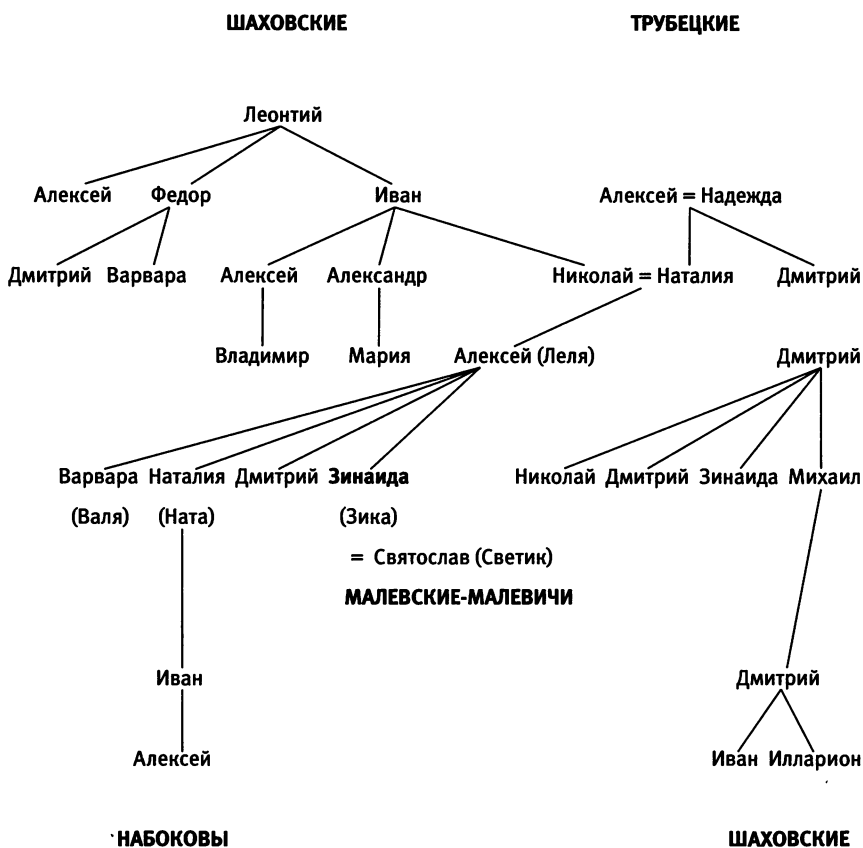 ШАХОВСКИЕ ТРУБЕЦКИЕ
Леонтий
Алексей Федор Иван Алексей = Надежда
Дмитрий Варвара Алексей Александр Николай = Наталия Дмитрий
Владимир Мария Алексей (Леля) Дмитрий
Варвара Наталия Дмитрий Зинаида Николай Дмитрий Зинаида Михаил
(Валя) (Ната) (Зика)
= Святослав (Светик)
МАЛЕВСКИЕ-МАЛЕВИЧИ
Иван Дмитрий
Алексей Иван Илларион
НАБОКОВЫ ШАХОВСКИЕ